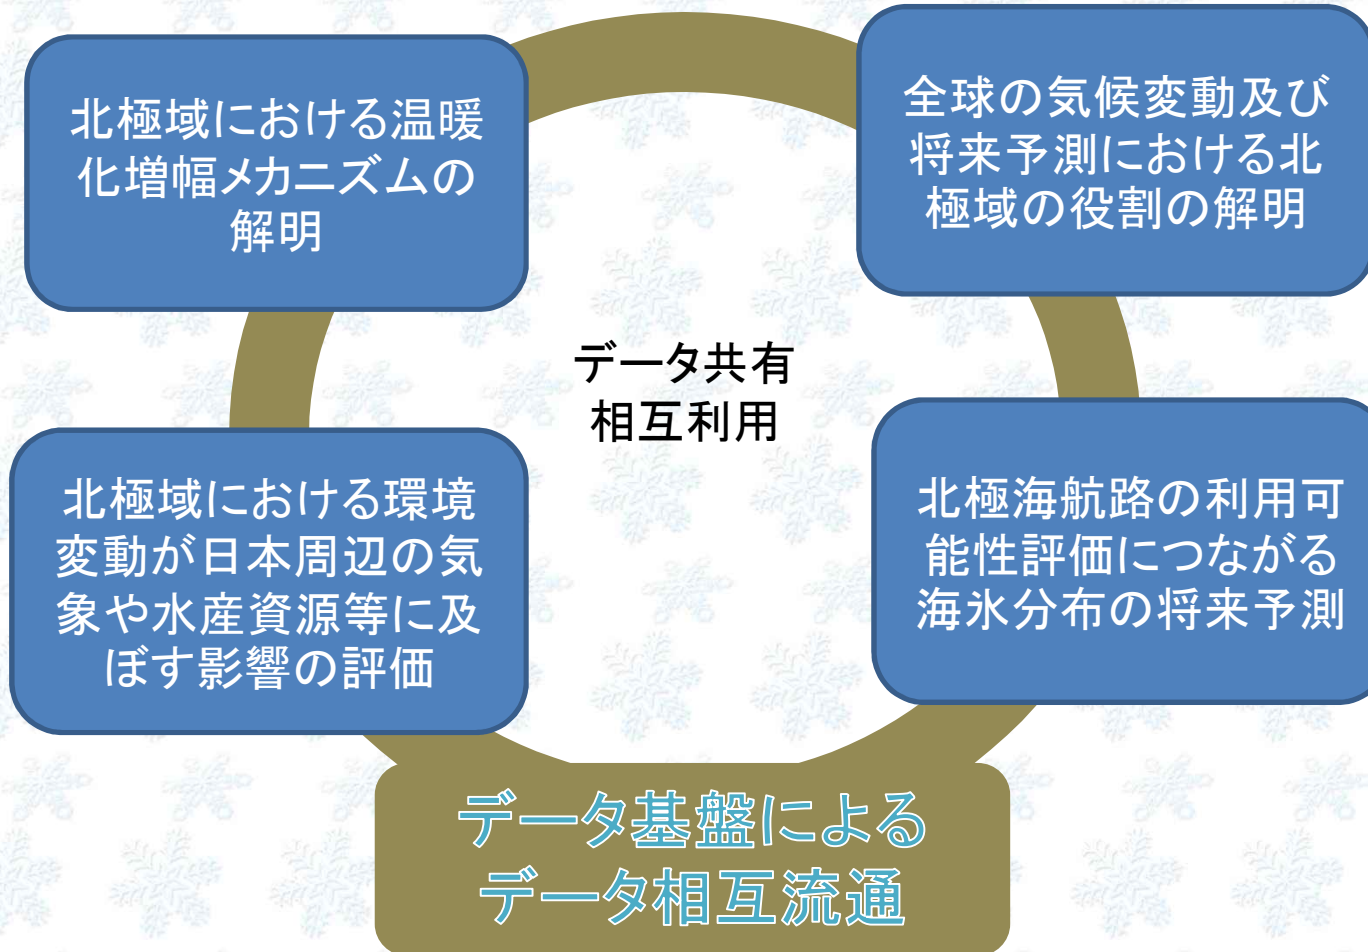 北極域における温暖
化増幅メカニズムの
解明
全球の気候変動及び
将来予測における北
極域の役割の解明
データ共有
相互利用
北極域における環境
変動が日本周辺の気
象や水産資源等に及
ぼす影響の評価
北極海航路の利用可
能性評価につながる
海氷分布の将来予測
データ基盤による
データ相互流通